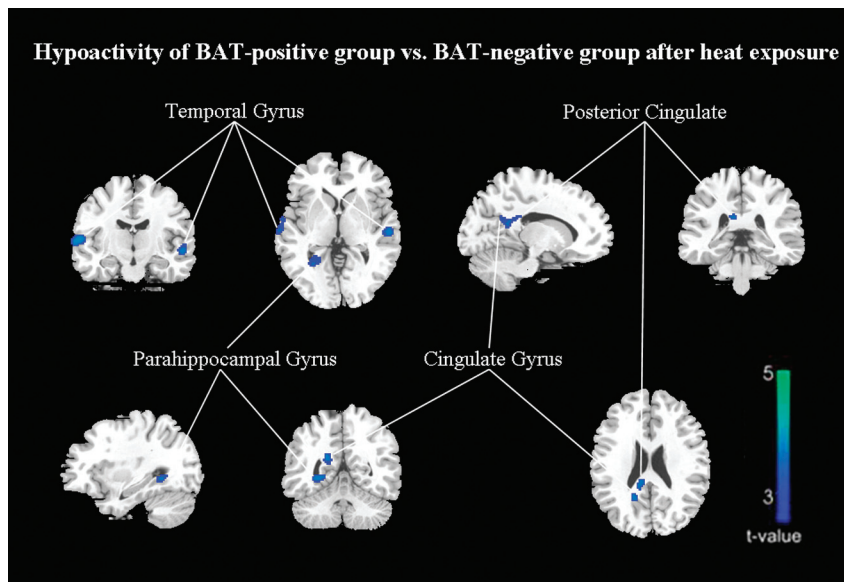 Hypoactivity of BAT-positive group vs. BAT-negative group after heat exposure
Temporal Gyrus
Posterior Cingulate
Parahippocampal Gyrus
Cingulate Gyrus
5
3
t-value